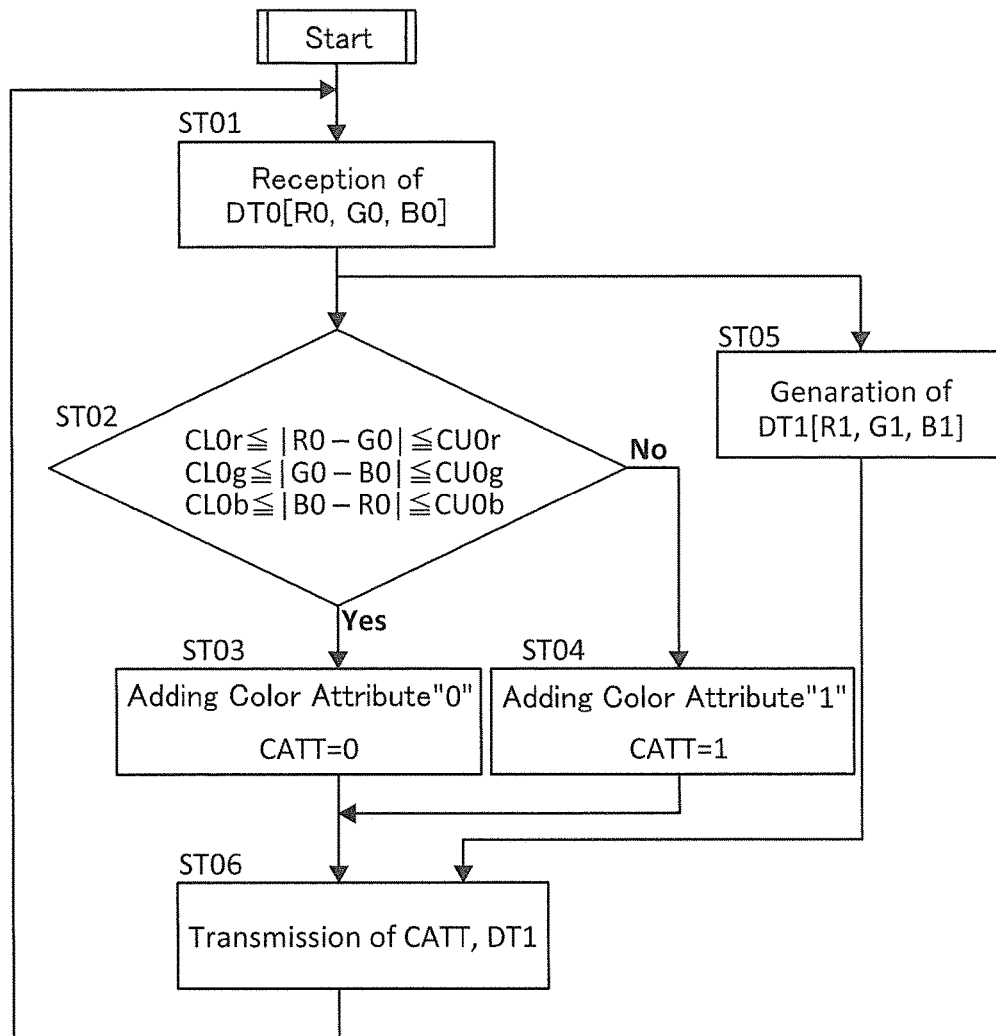 Start
ST01
Reception of
DT0[R0, G0, B0]
ST05
Genaration of
DT1[R1, G1, B1]
ST02
CL0r≦|R0－G0|≦CU0r
CL0g≦|G0－B0|≦CU0g
CL0b≦|B0－R0|≦CU0b
No
Yes
ST03
Adding Color Attribute"0"
CATT=0
ST04
Adding Color Attribute"1"
CATT=1
ST06
Transmission of CATT, DT1